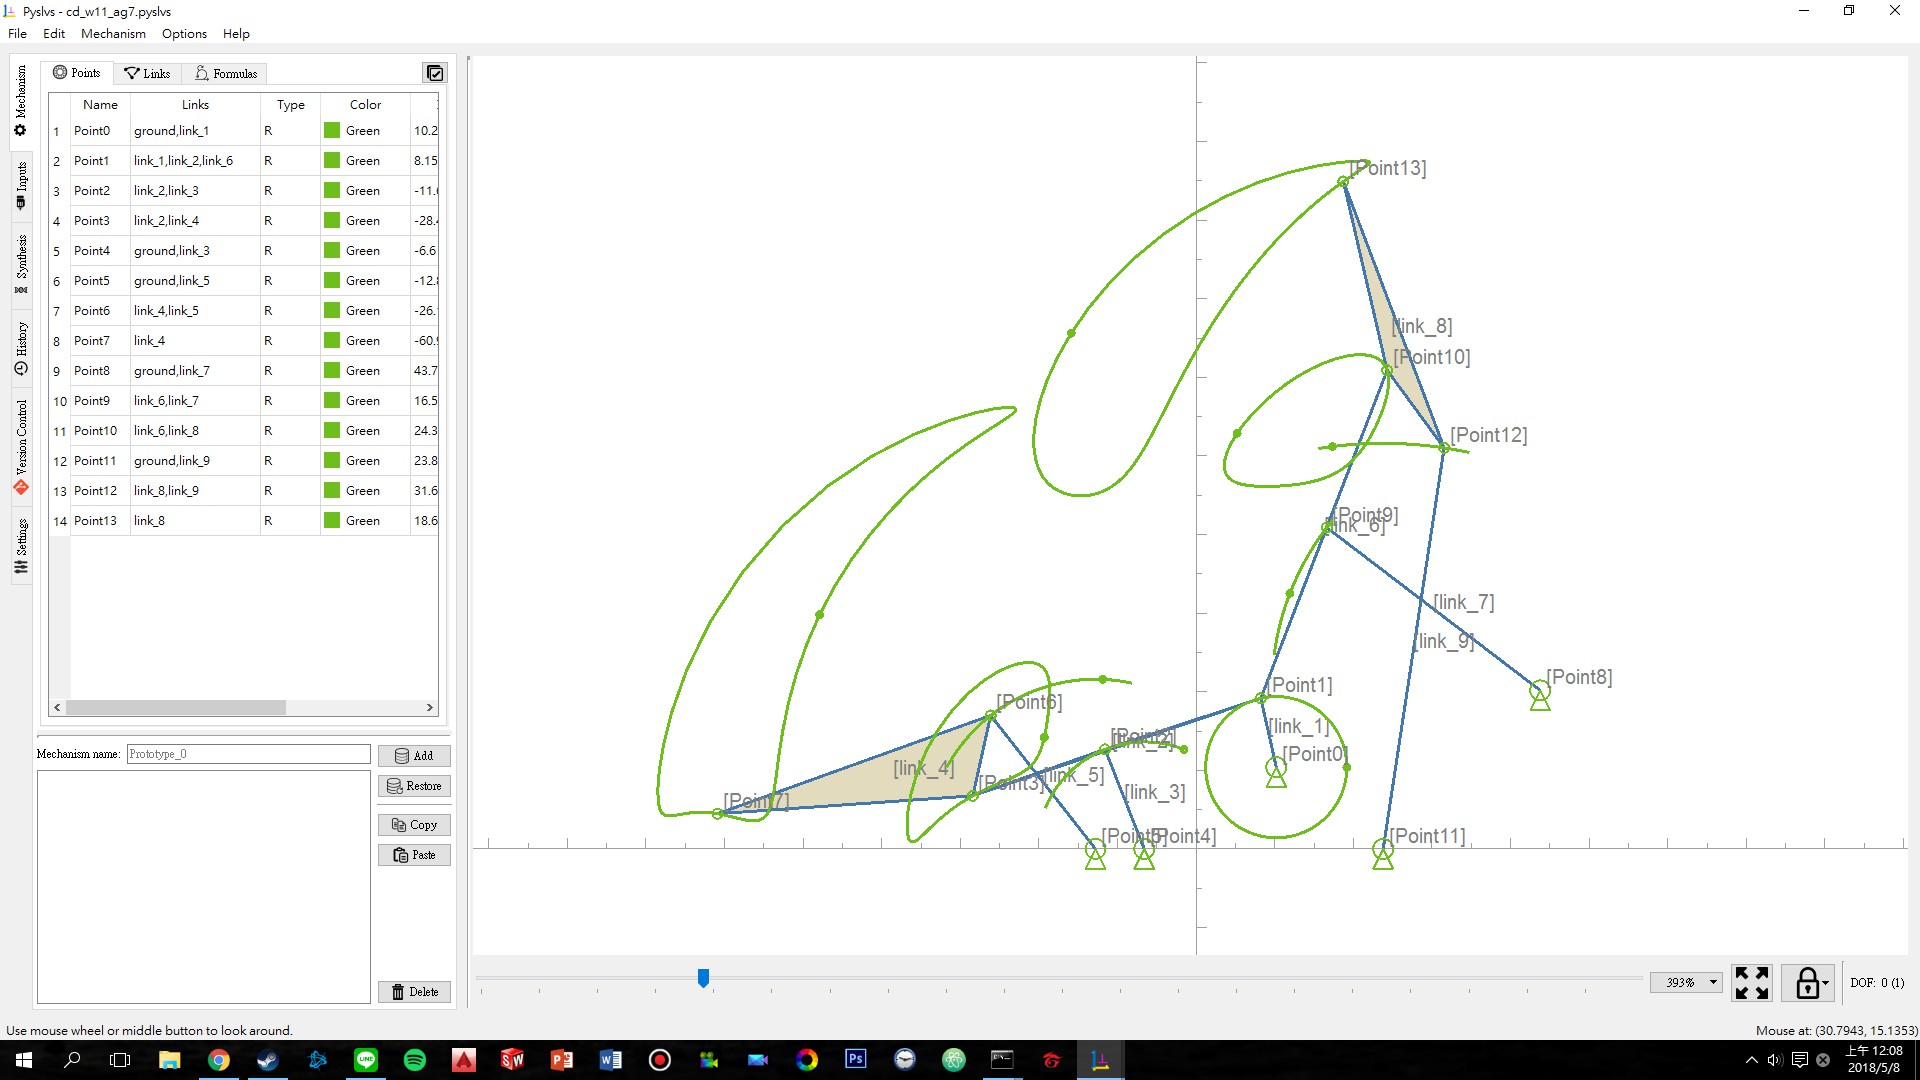 Pyslvs - cd_w11_ag7.pyslvs
File Edit Mechanism Options Help
Mechanism
Inputs
Synthesis
History
Version Control
Settings
Points Links Formulas
Name Links Type Color
1 Point0 ground,link_1 R Green 10.2
2 Point1 link_1,link_2,link_6 R Green 8.15
3 Point2 link_2,link_3 R Green
4 Point3 link_2,link_4 R Green
5 Point4 ground,link_3 R Green -6.6
6 Point5 ground,link_5 R Green
7 Point6 link_4,link_5 R Green -26.
8 Point7 link_4 R Green
9 Point8 ground,link_7 R Green 43.7
10 Point9 link_6,link_7 R Green 16.5
11 Point10 link_6,link_8 R Green 24.3
12 Point11 ground,link_9 R Green 23.8
13 Point12 link_8,link_9 R Green 31.6
14 Point13 link_8 R Green 18.6
Mechanism name: Prototype_0
Add
Restore
Copy
Paste
Delete
[Point13]
[link_8]
[Point10]
[Point12]
[Point9]
[link_6]
[link_7]
[link_9]
[Point8]
[Point1]
[Point6]
[link_1]
[Point2]
[link_2]
[Point0]
[link_4]
[link_5]
[Point3]
[link_3]
[Point7]
[Point5]
[Point4]
[Point11]
393%
DOF: 0 (1)
Use mouse wheel or middle button to look around.
Mouse at: (30.7943, 15.1353)
上午 12:08
2018/5/8